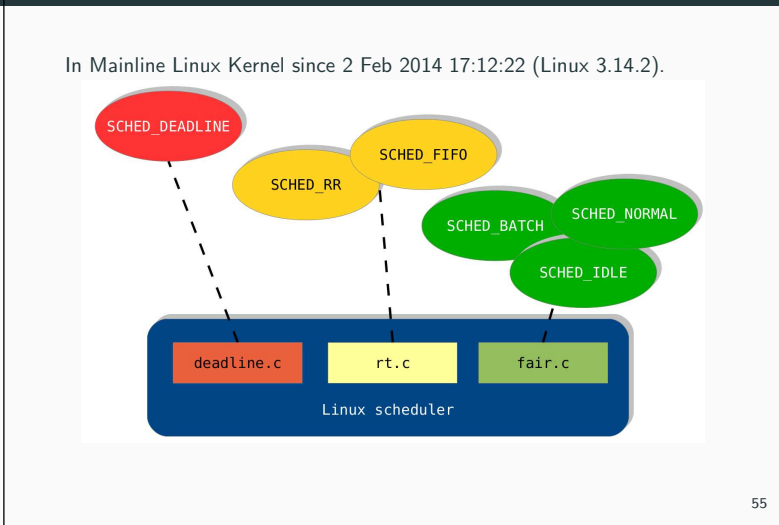 In Mainline Linux Kernel since 2 Feb 2014 17:12:22 (Linux 3.14.2).
SCHED_DEADLINE
SCHED_FIFO
SCHED_RR
SCHED_NORMAL
SCHED_BATCH
SCHED_IDLE
deadline.c
rt.c
fair.c
Linux scheduler
55